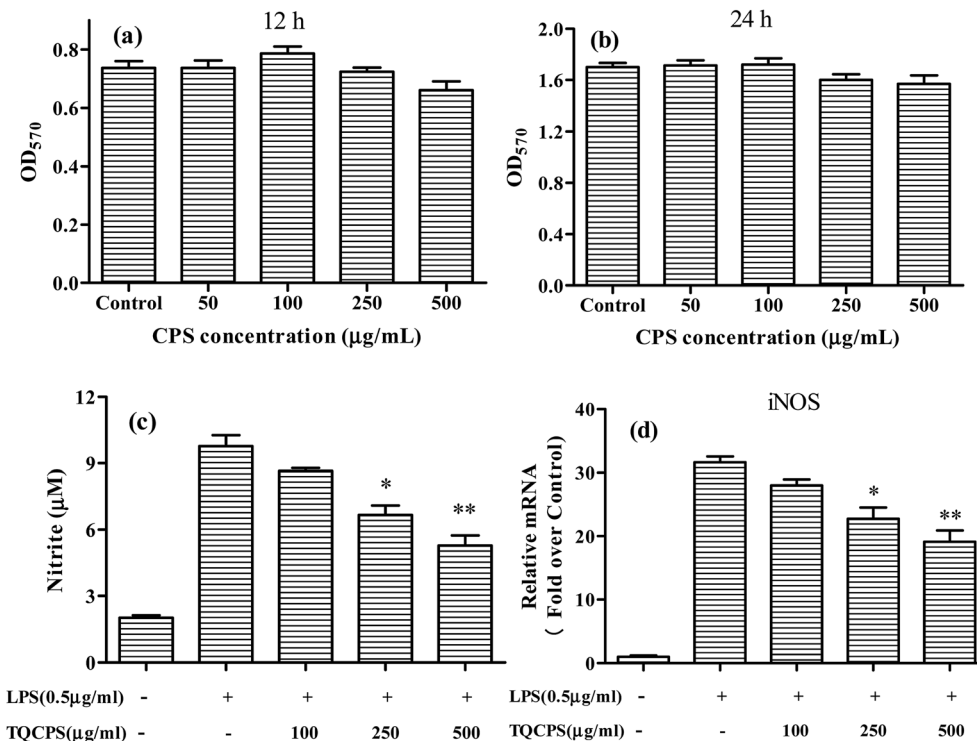 (a)
12 h
OD570
0.8
0.6
0.4
0.2
0.0
Control 50 100 250 500
CPS concentration (μg/mL)
(b)
24 h
OD570
2.0
1.6
1.2
0.8
0.4
0.0
Control 50 100 250 500
CPS concentration (μg/mL)
(c)
Nitrite (μM)
12
9
6
3
0
*
**
LPS(0.5μg/ml) - + + + +
TQCPS(μg/ml) - - 100 250 500
(d)
iNOS
Relative mRNA
( Fold over Control)
40
30
20
10
0
*
**
LPS(0.5μg/ml) - + + + +
TQCPS(μg/ml) - - 100 250 500